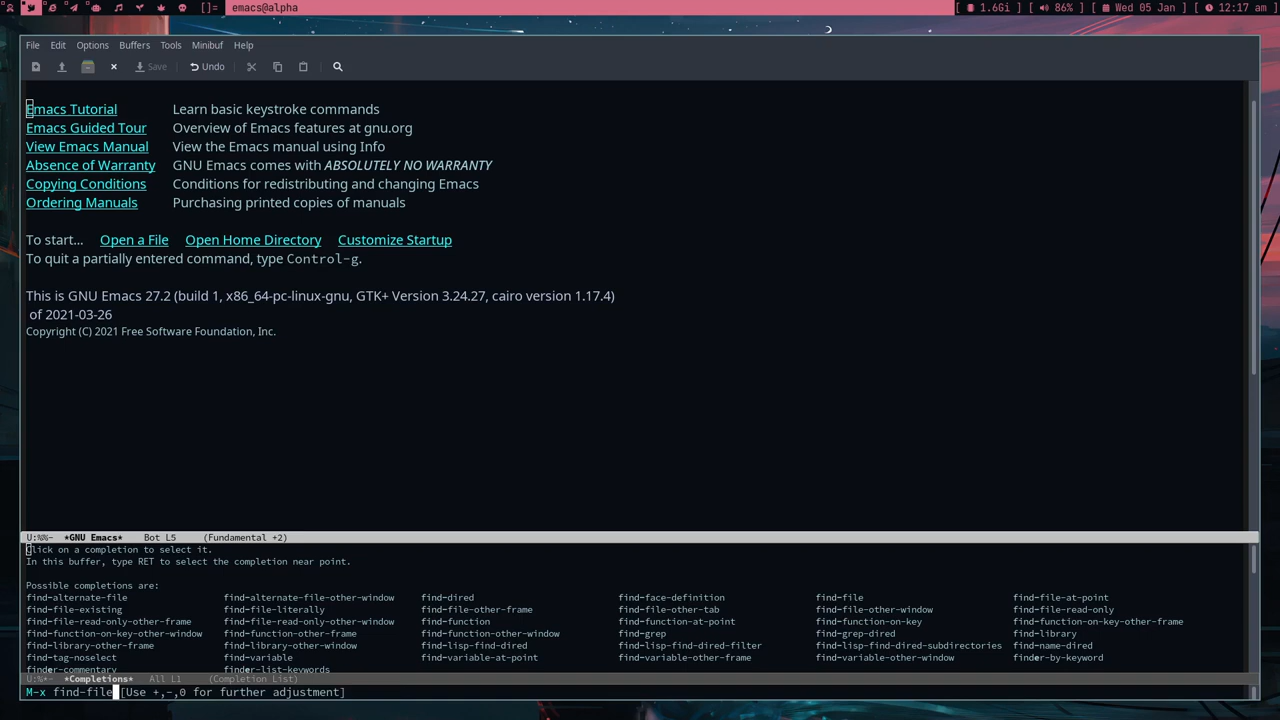 []= emacs@alpha [ 1.6Gi / [ 86% / [ Wed 05 Jan / [ 12:17 am /
File Edit Options Buffers Tools Minibuf Help
Save Undo
Emacs Tutorial Learn basic keystroke commands
Emacs Guided Tour Overview of Emacs features at gnu.org
View Emacs Manual View the Emacs manual using Info
Absence of Warranty GNU Emacs comes with ABSOLUTELY NO WARRANTY
Copying Conditions Conditions for redistributing and changing Emacs
Ordering Manuals Purchasing printed copies of manuals
To start... Open a File Open Home Directory Customize Startup
To quit a partially entered command, type Control-g.
This is GNU Emacs 27.2 (build 1, x86_64-pc-linux-gnu, GTK+ Version 3.24.27, cairo version 1.17.4)
of 2021-03-26
Copyright (C) 2021 Free Software Foundation, Inc.
U:%%- *GNU Emacs* Bot L5 (Fundamental +2)
Click on a completion to select it.
In this buffer, type RET to select the completion near point.
Possible completions are:
find-alternate-file find-alternate-file-other-window find-dired find-face-definition find-file find-file-at-point
find-file-existing find-file-literally find-file-other-frame find-file-other-tab find-file-other-window find-file-read-only
find-file-read-only-other-frame find-file-read-only-other-window find-function find-function-at-point find-function-on-key find-function-on-key-other-frame
find-function-on-key-other-window find-function-other-frame find-function-other-window find-grep find-grep-dired find-library
find-library-other-frame find-library-other-window find-lisp-find-dired find-lisp-find-dired-filter find-lisp-find-dired-subdirectories find-name-dired
find-tag-noselect find-variable find-variable-at-point find-variable-other-frame find-variable-other-window finder-by-keyword
finder-commentary finder-list-keywords
U:%*- *Completions* All L1 (Completion List)
M-x find-file [Use +,-,0 for further adjustment]